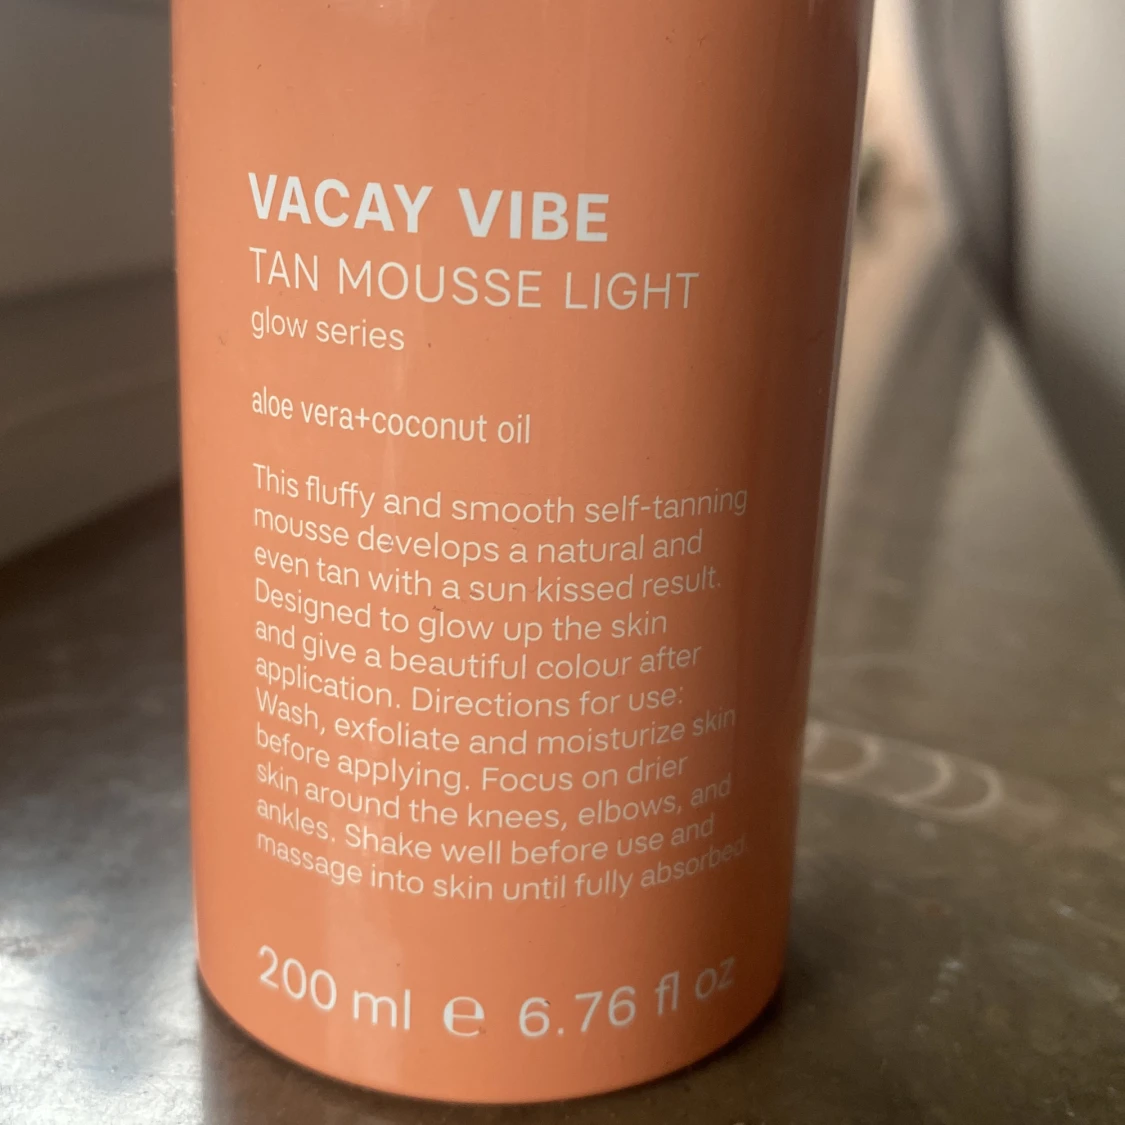 VACAY VIBE
TAN MOUSSE LIGHT
glow series
aloe vera+coconut oil
This fluffy and smooth self-tanning
mousse develops a natural and
even tan with a sun kissed result.
Designed to glow up the skin
and give a beautiful colour after
application. Directions for use:
Wash, exfoliate and moisturize skin
before applying. Focus on drier
skin around the knees, elbows, and
ankles. Shake well before use and
massage into skin until fully absorbed.
200 ml e 6.76 fl oz